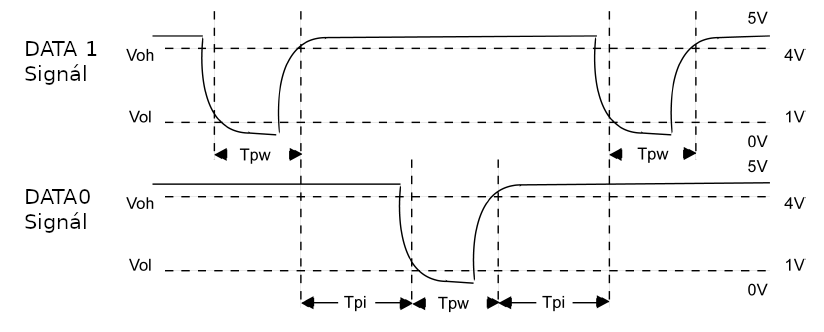 5V
DATA 1
Signál
Voh
4V
Vol
1V
0V
Tpw
Tpw
5V
DATA0
Signál
Voh
4V
Vol
1V
0V
Tpi
Tpw
Tpi